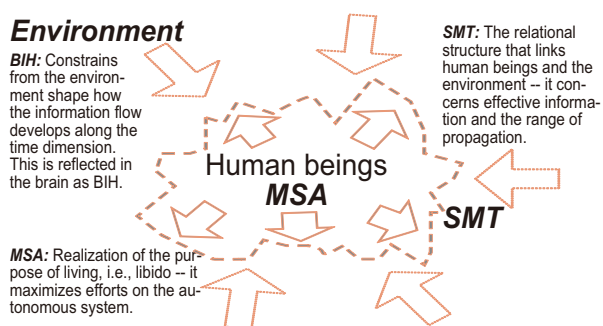 Environment
BIH: Constrains
from the environ-
ment shape how
the information flow
develops along the
time dimension.
This is reflected in
the brain as BIH.
SMT: The relational
structure that links
human beings and the
environment -- it con-
cerns effective informa-
tion and the range of
propagation.
Human beings
MSA
SMT
MSA: Realization of the pur-
pose of living, i.e., libido -- it
maximizes efforts on the au-
tonomous system.